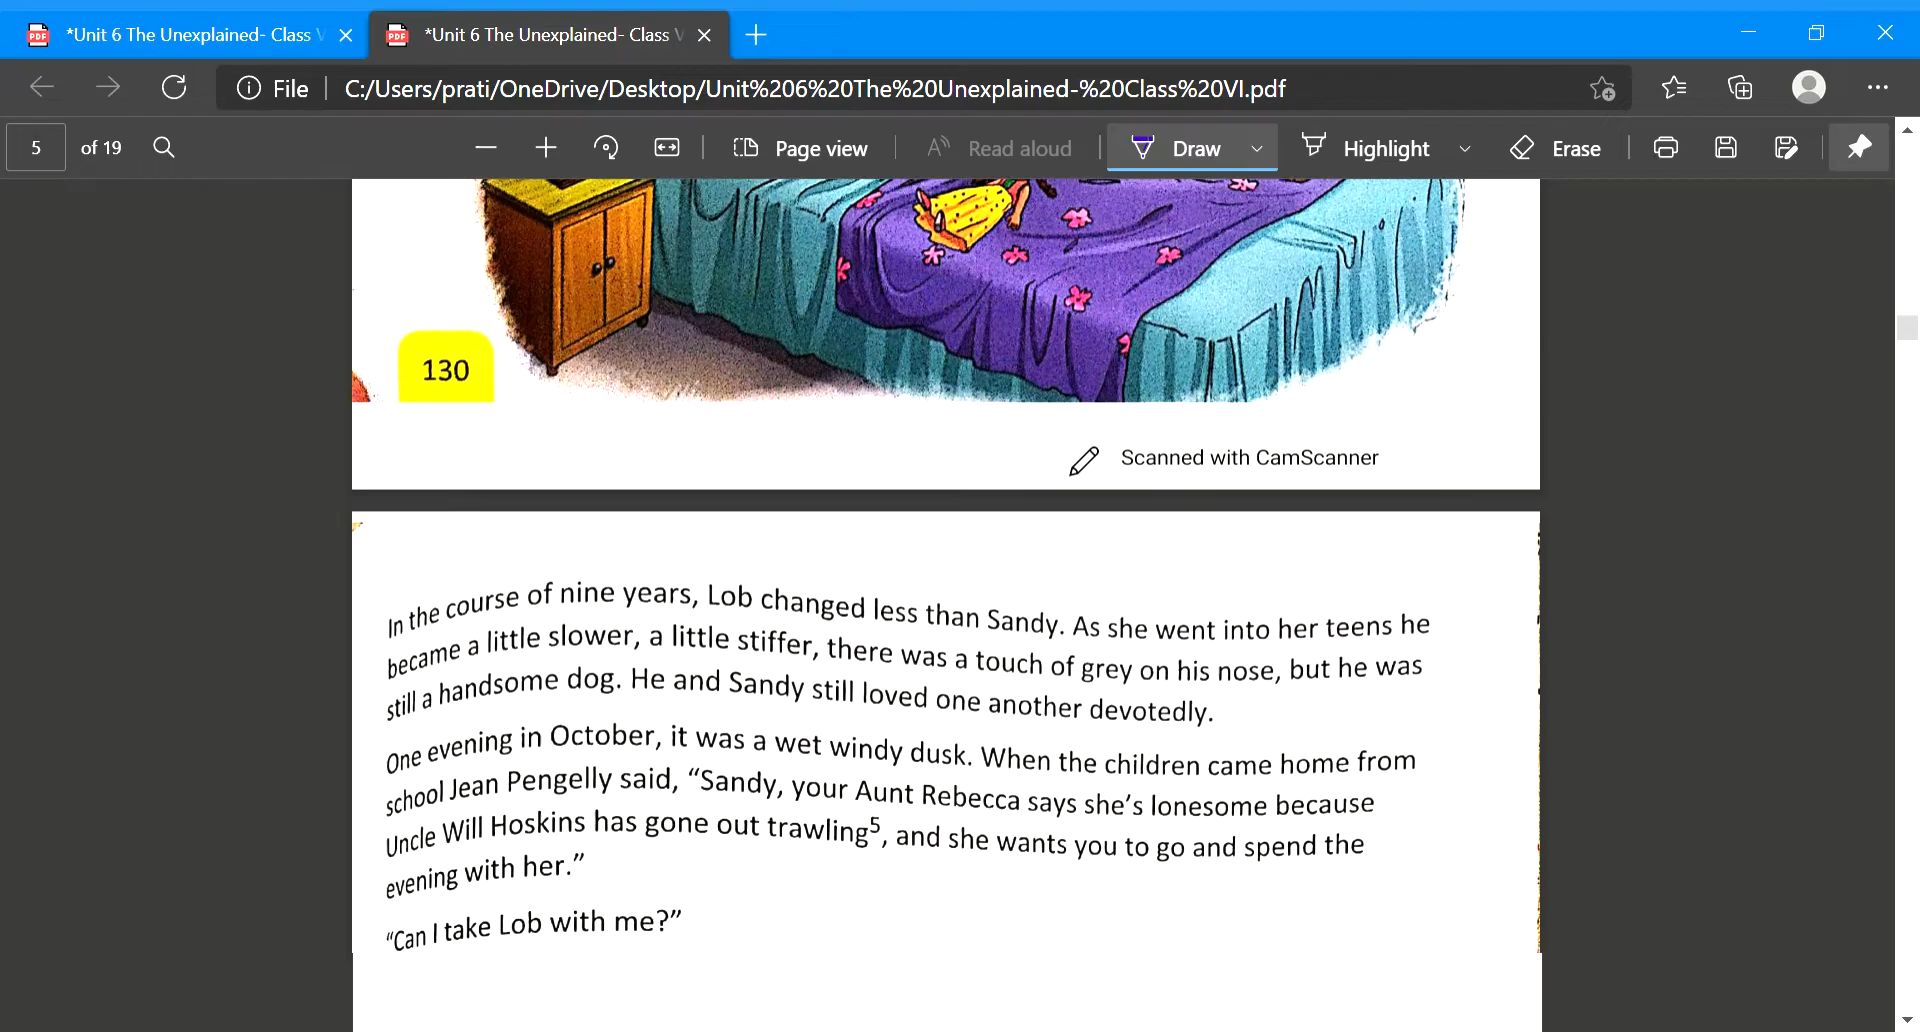 *Unit 6 The Unexplained- Class V
*Unit 6 The Unexplained- Class V
File
C:/Users/prati/OneDrive/Desktop/Unit%206%20The%20Unexplained-%20Class%20VI.pdf
5 of 19
Page view
Read aloud
Draw
Highlight
Erase
130
Scanned with CamScanner
In the course of nine years, Lob changed less than Sandy. As she went into her teens he
became a little slower, a little stiffer, there was a touch of grey on his nose, but he was
still a handsome dog. He and Sandy still loved one another devotedly.
One evening in October, it was a wet windy dusk. When the children came home from
school Jean Pengelly said, “Sandy, your Aunt Rebecca says she’s lonesome because
Uncle Will Hoskins has gone out trawling⁵, and she wants you to go and spend the
evening with her.”
“Can I take Lob with me?”